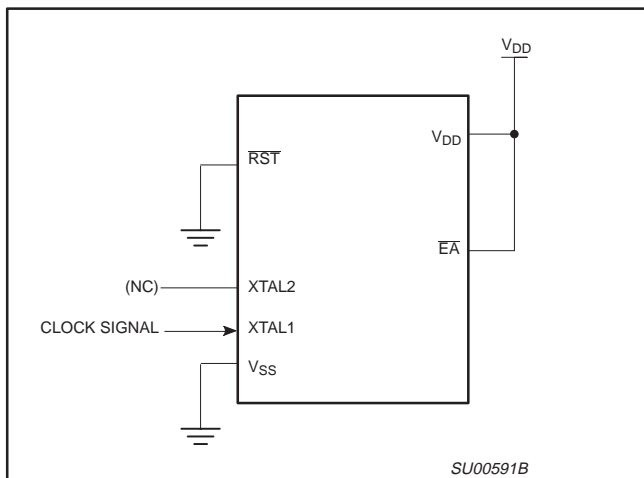 VDD
VDD
RST
EA
(NC) XTAL2
CLOCK SIGNAL XTAL1
VSS
SU00591B